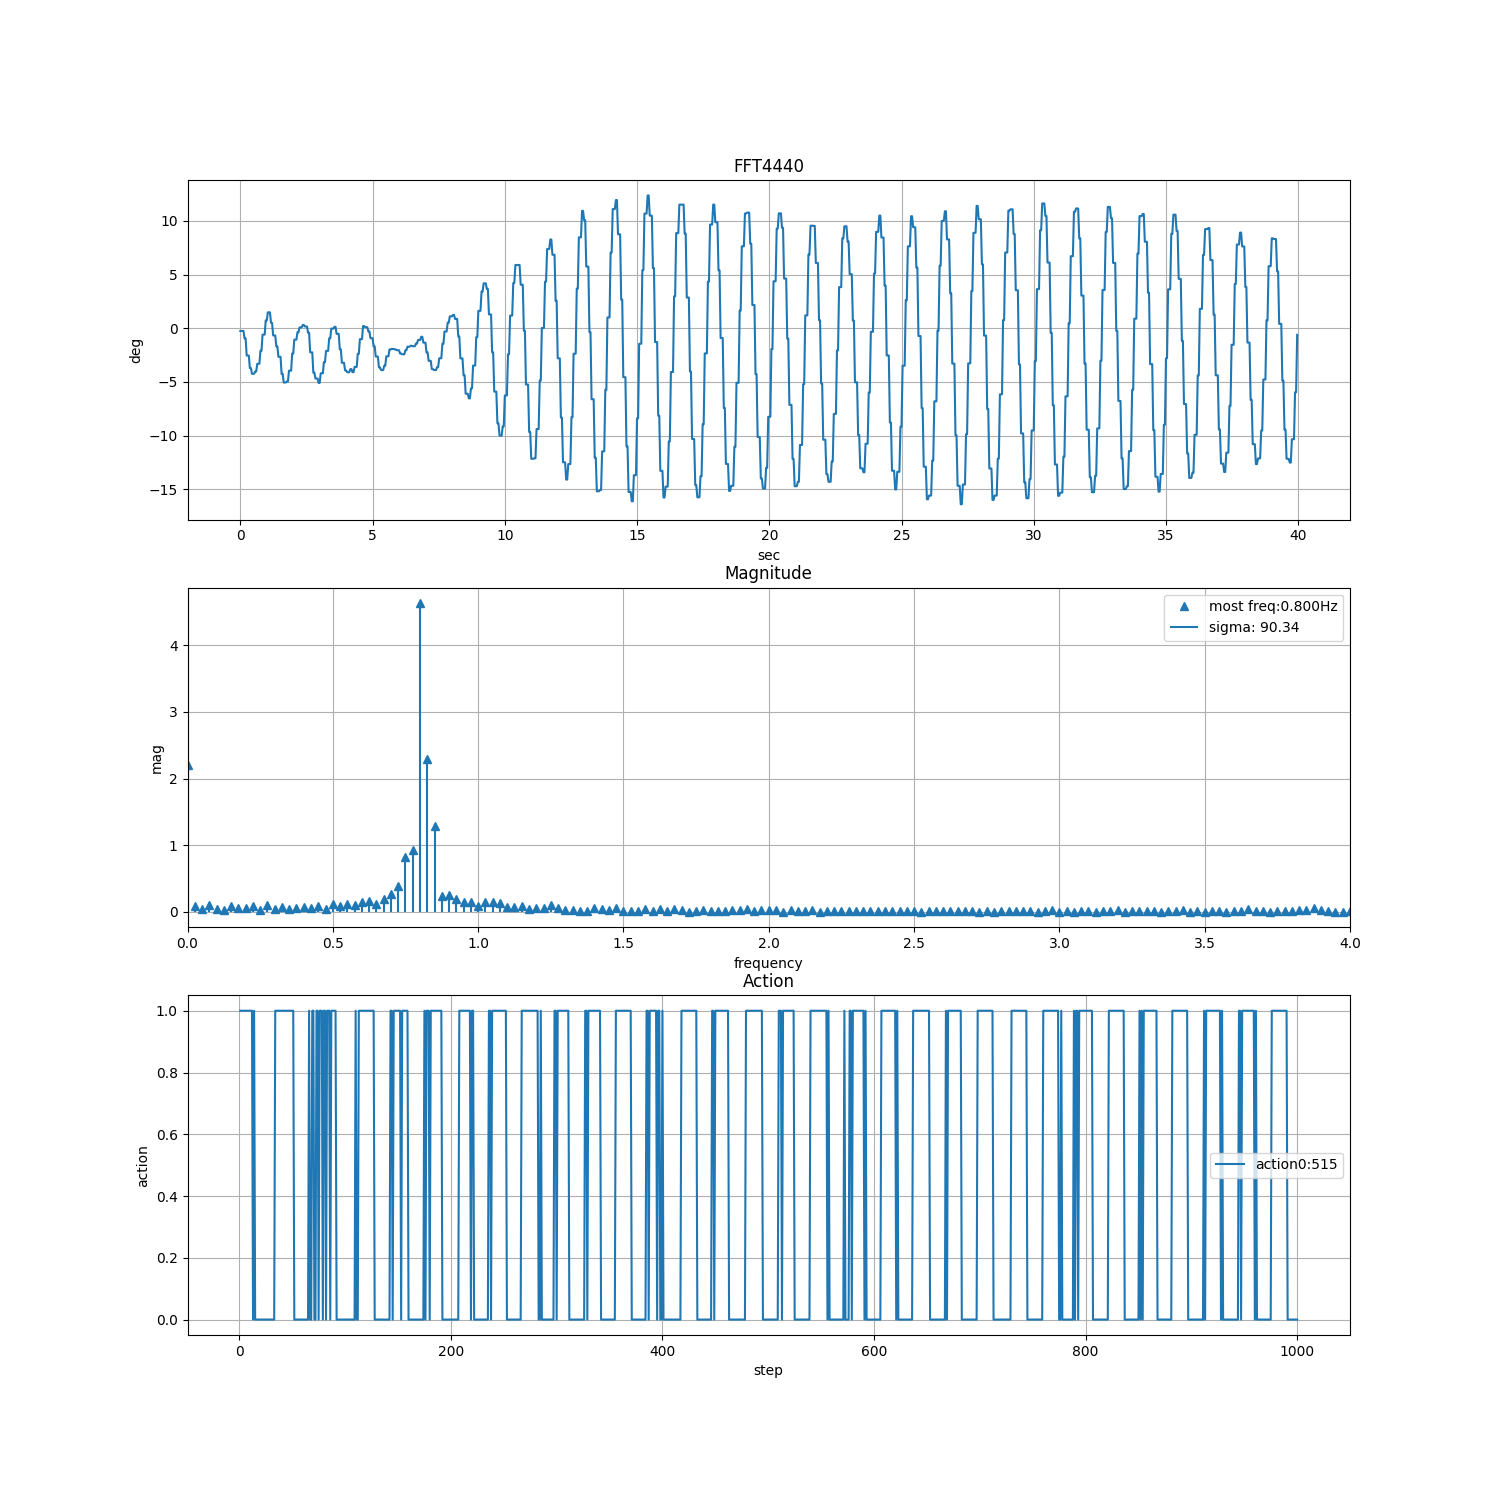 FFT4440
10
5
0
−5
−10
−15
deg
0 5 10 15 20 25 30 35 40
sec
Magnitude
most freq:0.800Hz
sigma: 90.34
4
3
2
1
0
mag
0.0 0.5 1.0 1.5 2.0 2.5 3.0 3.5 4.0
frequency
Action
1.0
0.8
0.6
0.4
0.2
0.0
action
action0:515
0 200 400 600 800 1000
step